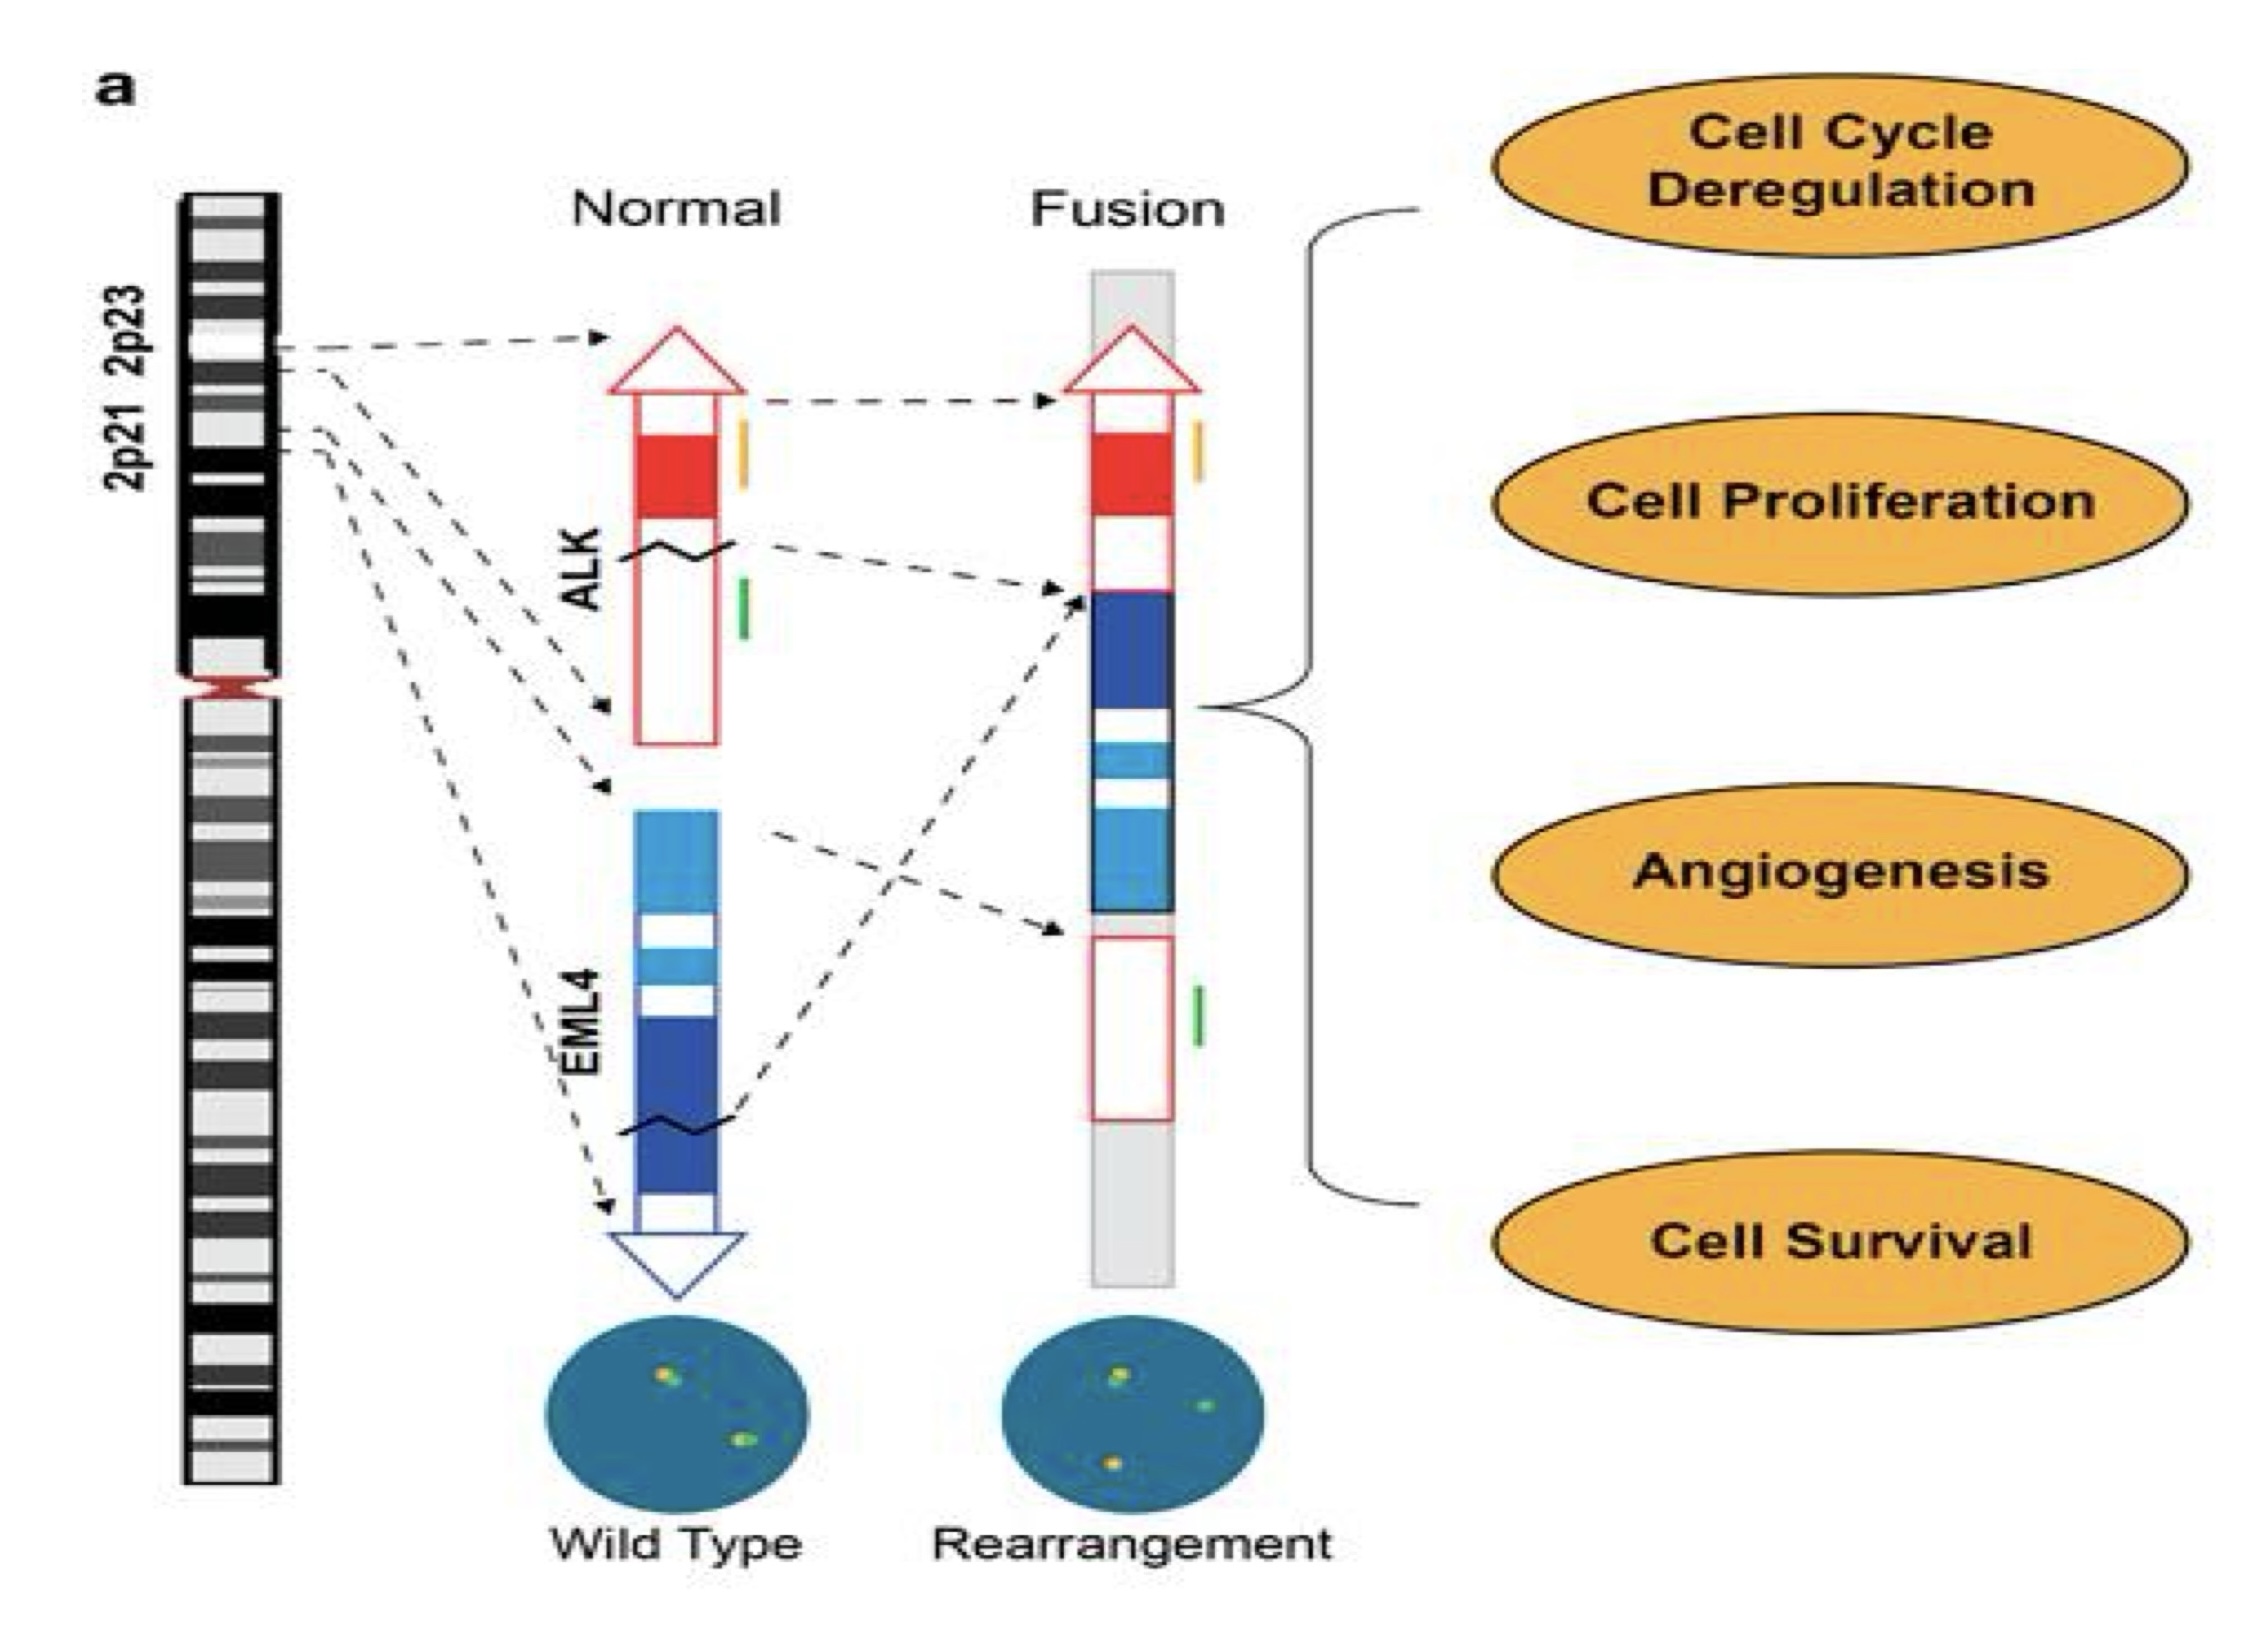 a
Normal
Fusion
2p23
2p21
ALK
EML4
Wild Type
Rearrangement
Cell Cycle
Deregulation
Cell Proliferation
Angiogenesis
Cell Survival